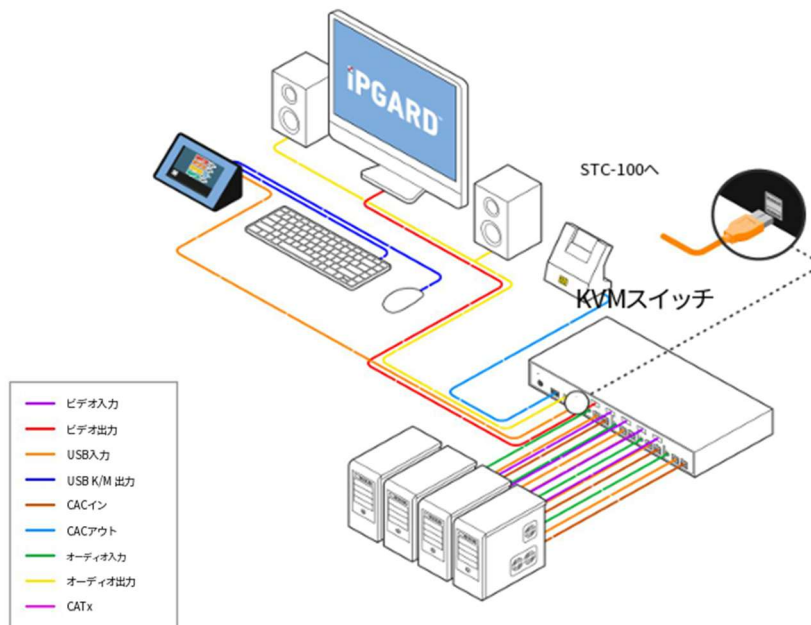 iPGARD
STC-100へ
KVMスイッチ
ビデオ入力
ビデオ出力
USB入力
USB K/M 出力
CACイン
CACアウト
オーディオ入力
オーディオ出力
CATx